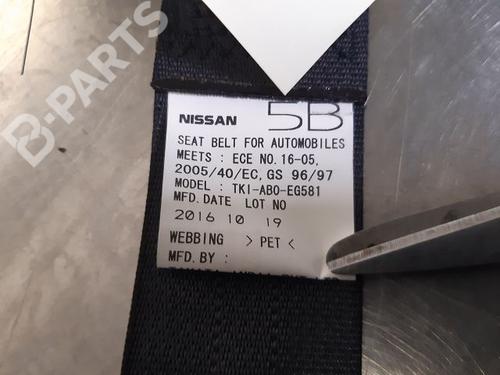 NISSAN 5B
SEAT BELT FOR AUTOMOBILES
MEETS : ECE NO. 16-05,
2005/40/EC, GS 96/97
MODEL : TKI-AB0-EG581
MFD. DATE LOT NO
2016 10 19
WEBBING > PET <
MFD. BY :
B-PARTS